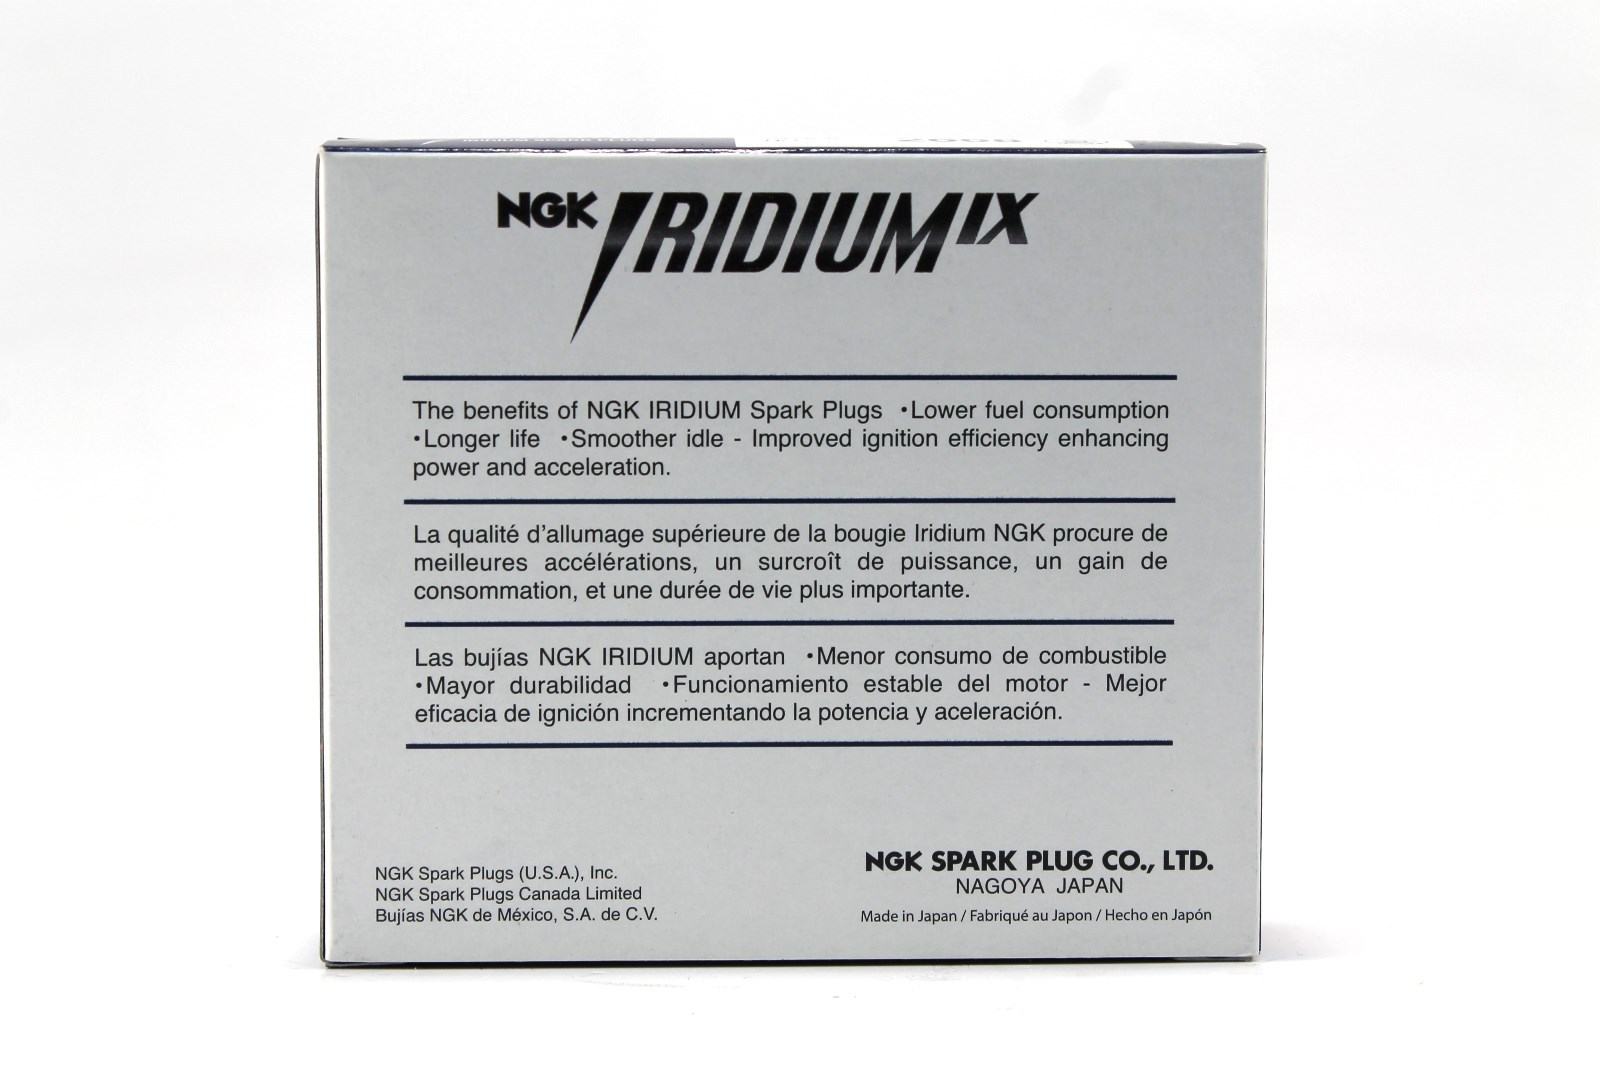 NGK IRIDIUM IX
The benefits of NGK IRIDIUM Spark Plugs •Lower fuel consumption
•Longer life •Smoother idle - Improved ignition efficiency enhancing
power and acceleration.
La qualité d'allumage supérieure de la bougie Iridium NGK procure de
meilleures accélérations, un surcroît de puissance, un gain de
consommation, et une durée de vie plus importante.
Las bujías NGK IRIDIUM aportan •Menor consumo de combustible
•Mayor durabilidad •Funcionamiento estable del motor - Mejor
eficacia de ignición incrementando la potencia y aceleración.
NGK Spark Plugs (U.S.A.), Inc.
NGK Spark Plugs Canada Limited
Bujías NGK de México, S.A. de C.V.
NGK SPARK PLUG CO., LTD.
NAGOYA JAPAN
Made in Japan / Fabriqué au Japon / Hecho en Japón